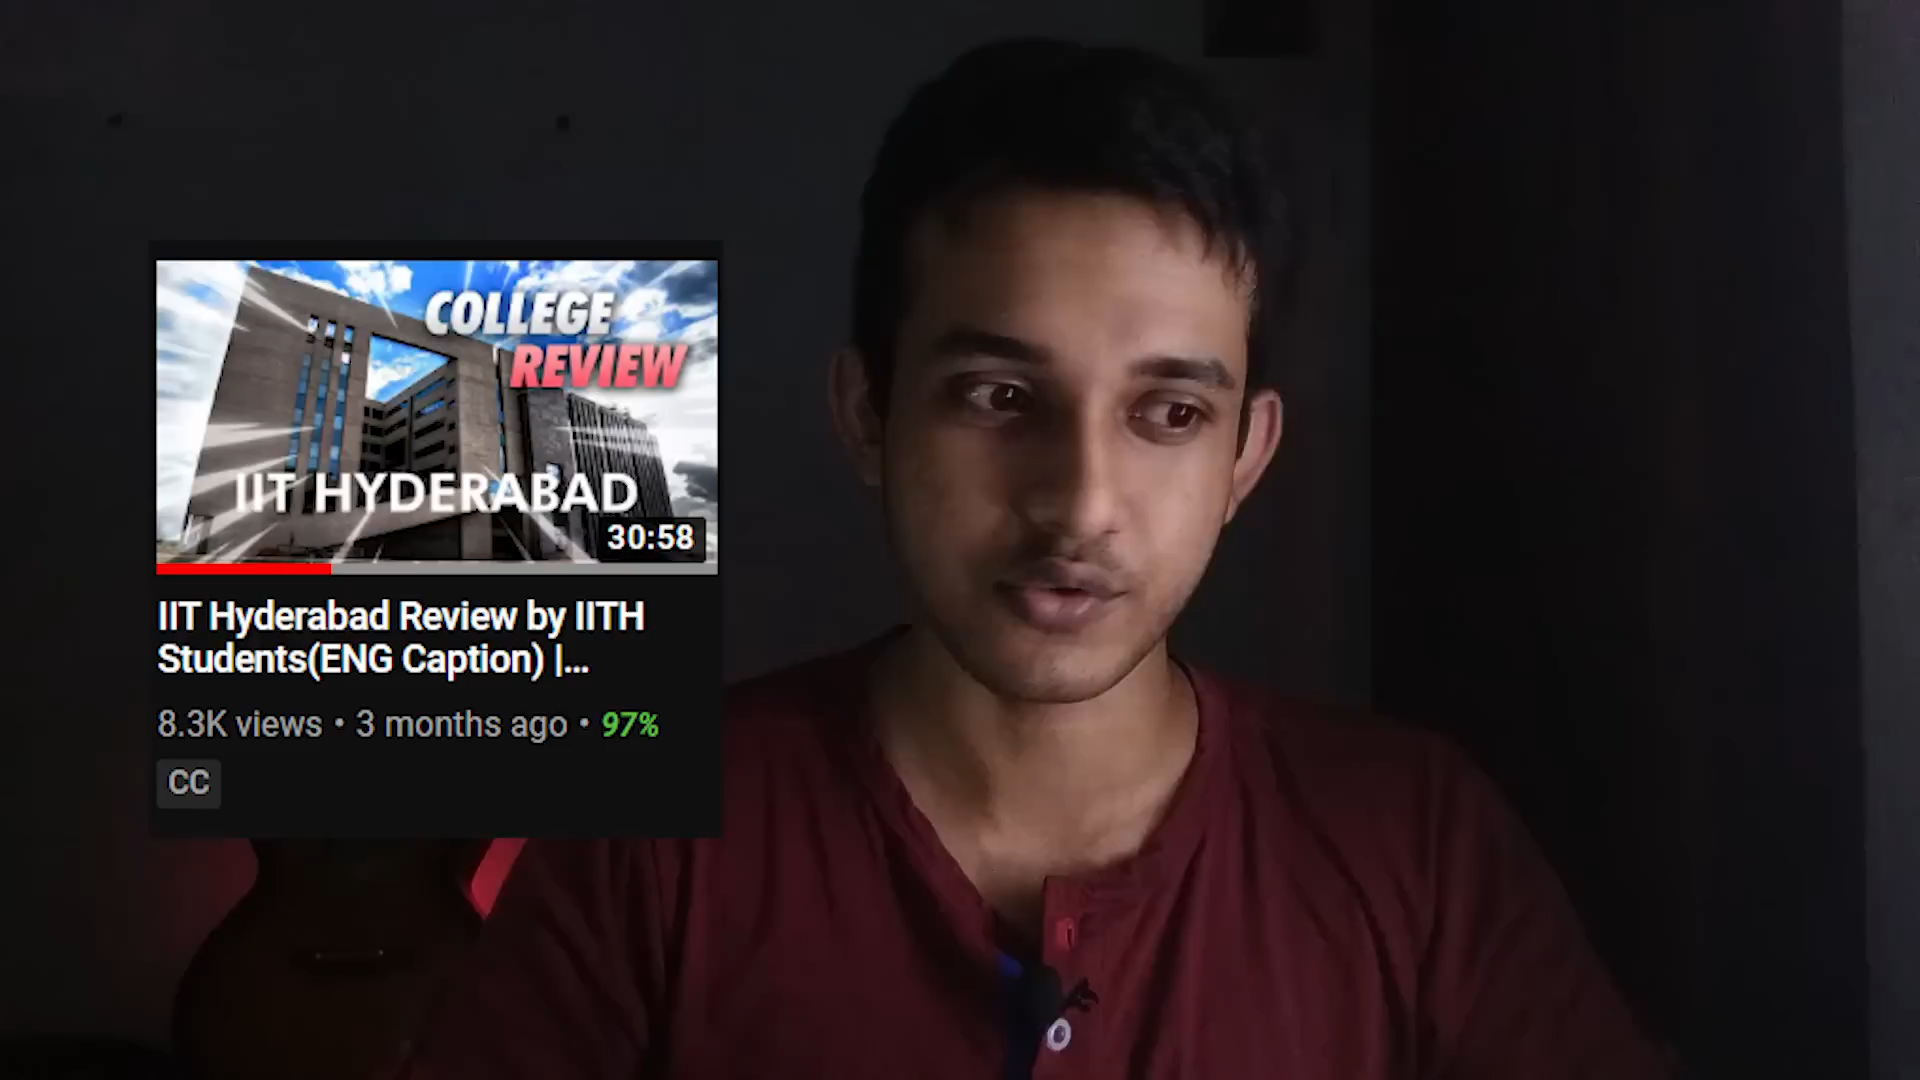 COLLEGE
REVIEW
IIT HYDERABAD
30:58
IIT Hyderabad Review by IITH
Students(ENG Caption) |...
8.3K views • 3 months ago • 97%
CC